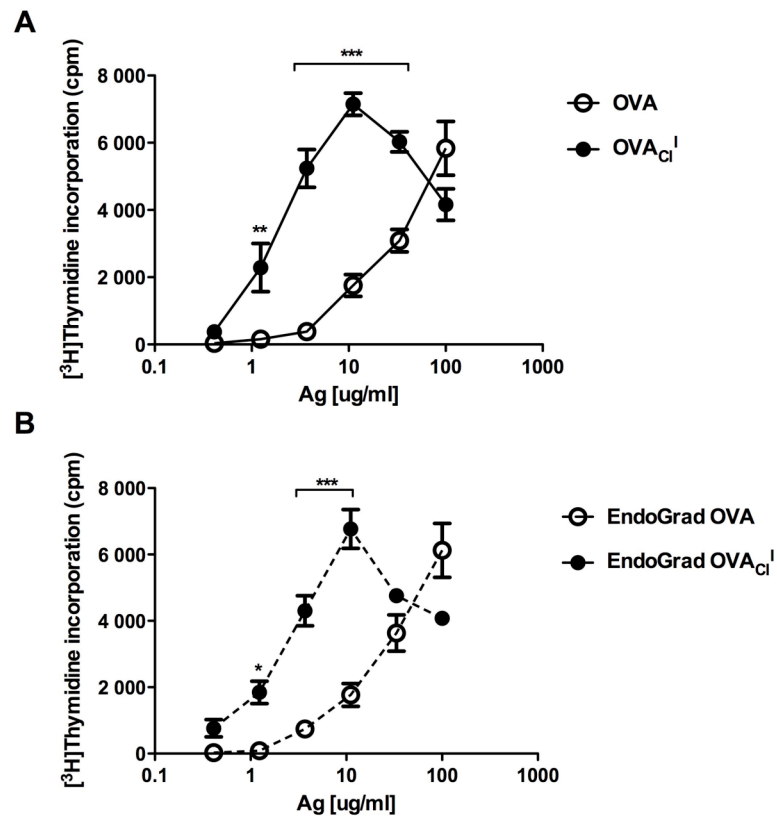 A
***
8 000
6 000
4 000
2 000
0
**
[³H]Thymidine incorporation (cpm)
0.1 1 10 100 1000
Ag [ug/ml]
OVA
OVA_Cl^I
B
***
8 000
6 000
4 000
2 000
0
*
[³H]Thymidine incorporation (cpm)
0.1 1 10 100 1000
Ag [ug/ml]
EndoGrad OVA
EndoGrad OVA_Cl^I